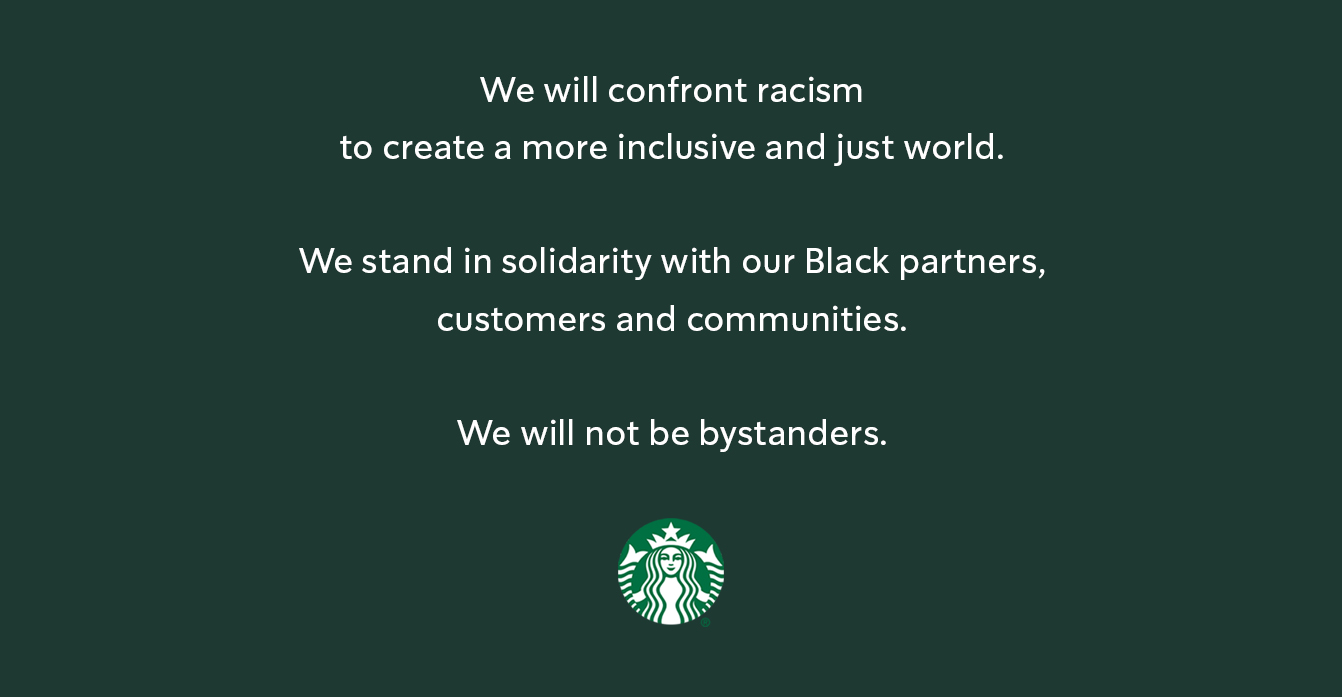 We will confront racism
to create a more inclusive and just world.
We stand in solidarity with our Black partners,
customers and communities.
We will not be bystanders.
®